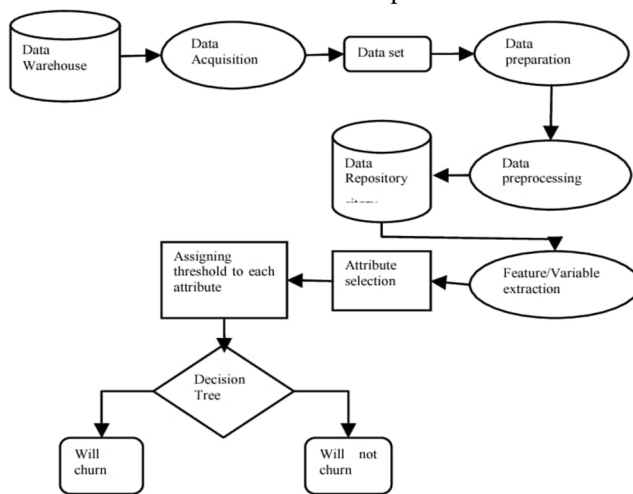 Data
Warehouse
Data
Acquisition
Data set
Data
preparation
Data
Repository
Data
preprocessing
Assigning
threshold to each
attribute
Attribute
selection
Feature/Variable
extraction
Decision
Tree
Will
churn
Will not
churn